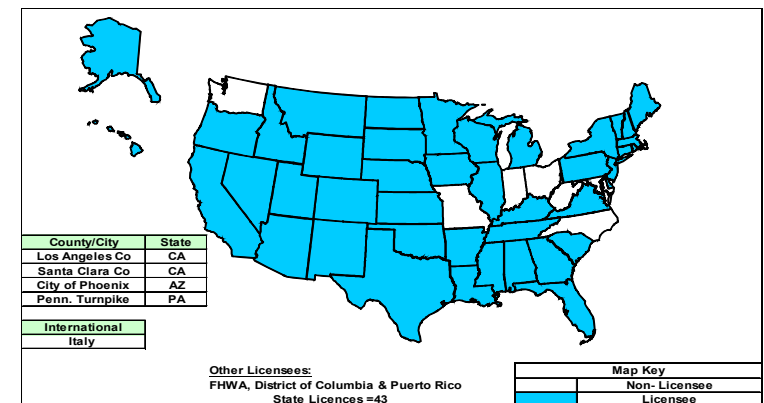 County/City State
Los Angeles Co CA
Santa Clara Co CA
City of Phoenix AZ
Penn. Turnpike PA
International
Italy
Other Licensees:
FHWA, District of Columbia & Puerto Rico
State Licences =43
Map Key
Non- Licensee
Licensee